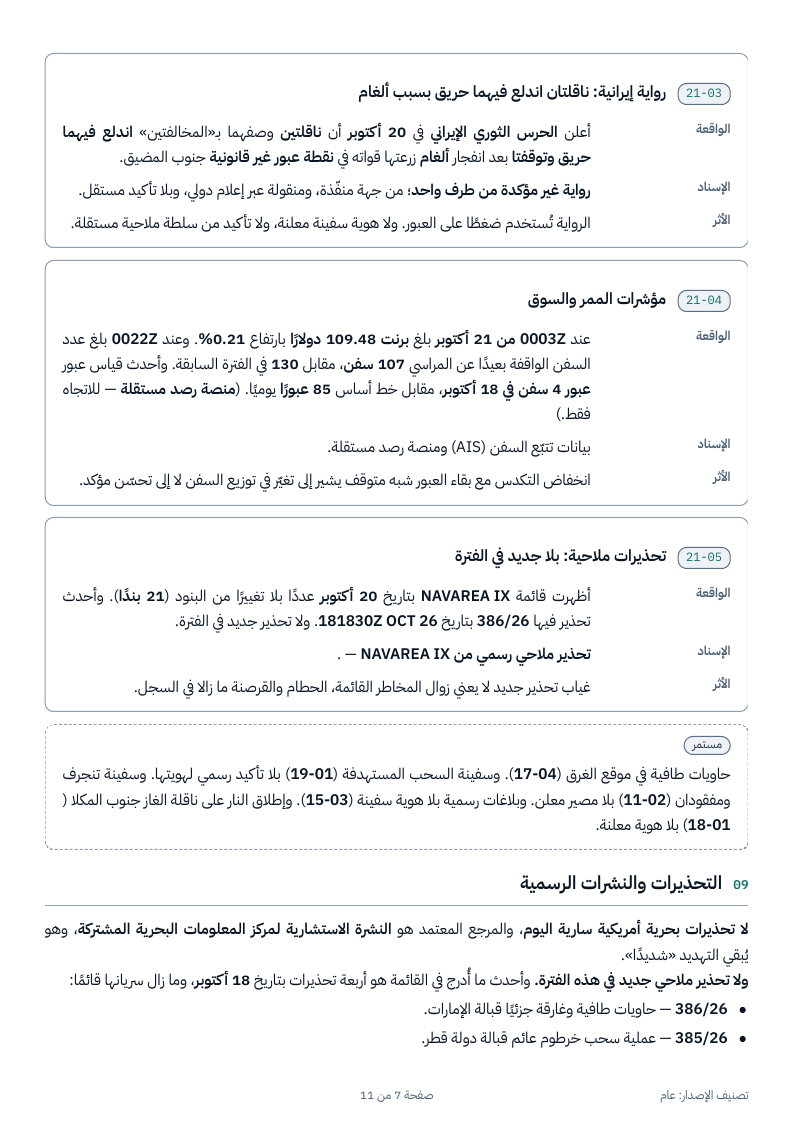 21-03 رواية إيرانية: ناقلتان اندلع فيهما حريق بسبب ألغام
الواقعة أعلن الحرس الثوري الإيراني في 20 أكتوبر أن ناقلتين وصفهما بـ«المخالفتين» اندلع فيهما
حريق وتوقفتا بعد انفجار ألغام زرعتها قواته في نقطة عبور غير قانونية جنوب المضيق.
الإسناد رواية غير مؤكدة من طرف واحد؛ من جهة منفّذة، ومنقولة عبر إعلام دولي، وبلا تأكيد مستقل.
الأثر الرواية تُستخدم ضغطًا على العبور. ولا هوية سفينة معلنة، ولا تأكيد من سلطة ملاحية مستقلة.
21-04 مؤشرات الممر والسوق
الواقعة عند 0003Z من 21 أكتوبر بلغ برنت 109.48 دولارًا بارتفاع 0.21%. وعند 0022Z بلغ عدد
السفن الواقفة بعيدًا عن المراسي 107 سفن، مقابل 130 في الفترة السابقة. وأحدث قياس عبور
عبور 4 سفن في 18 أكتوبر، مقابل خط أساس 85 عبورًا يوميًا. (منصة رصد مستقلة — للاتجاه
فقط.)
الإسناد بيانات تتبّع السفن (AIS) ومنصة رصد مستقلة.
الأثر انخفاض التكدس مع بقاء العبور شبه متوقف يشير إلى تغيّر في توزيع السفن لا إلى تحسّن مؤكد.
21-05 تحذيرات ملاحية: بلا جديد في الفترة
الواقعة أظهرت قائمة NAVAREA IX بتاريخ 20 أكتوبر عددًا بلا تغييرًا من البنود (21 بندًا). وأحدث
تحذير فيها 386/26 بتاريخ 181830Z OCT 26. ولا تحذير جديد في الفترة.
الإسناد تحذير ملاحي رسمي من NAVAREA IX — .
الأثر غياب تحذير جديد لا يعني زوال المخاطر القائمة، الحطام والقرصنة ما زالا في السجل.
مستمر
حاويات طافية في موقع الغرق (17-04). وسفينة السحب المستهدفة (19-01) بلا تأكيد رسمي لهويتها. وسفينة تنجرف
ومفقودان (11-02) بلا مصير معلن. وبلاغات رسمية بلا هوية سفينة (15-03). وإطلاق النار على ناقلة الغاز جنوب المكلا (
18-01) بلا هوية معلنة.
09 التحذيرات والنشرات الرسمية
لا تحذيرات بحرية أمريكية سارية اليوم، والمرجع المعتمد هو النشرة الاستشارية لمركز المعلومات البحرية المشتركة، وهو
يُبقي التهديد «شديدًا».
ولا تحذير ملاحي جديد في هذه الفترة. وأحدث ما أُدرج في القائمة هو أربعة تحذيرات بتاريخ 18 أكتوبر، وما زال سريانها قائمًا:
• 386/26 — حاويات طافية وغارقة جزئيًا قبالة الإمارات.
• 385/26 — عملية سحب خرطوم عائم قبالة دولة قطر.
تصنيف الإصدار: عام صفحة 7 من 11